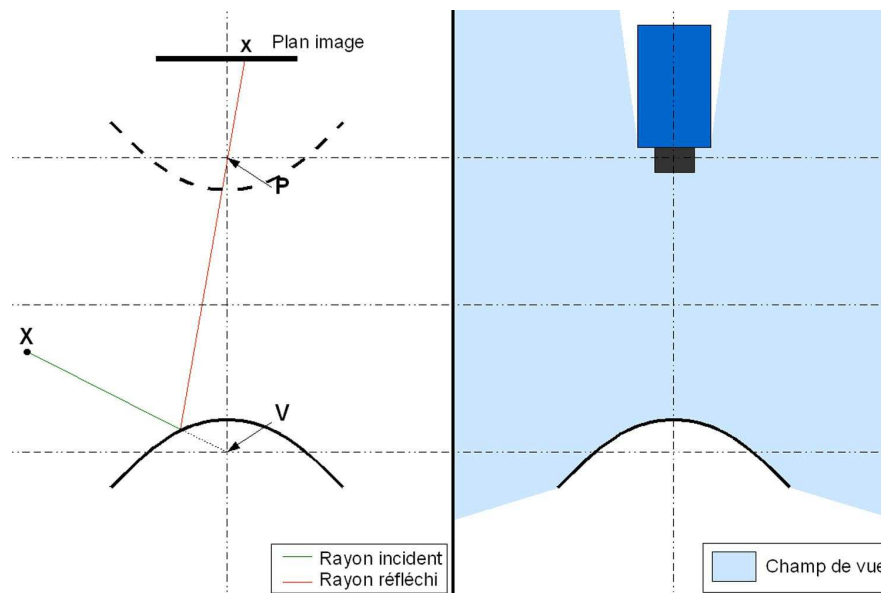 x
Plan image
P
X
V
Rayon incident
Rayon réfléchi
Champ de vue